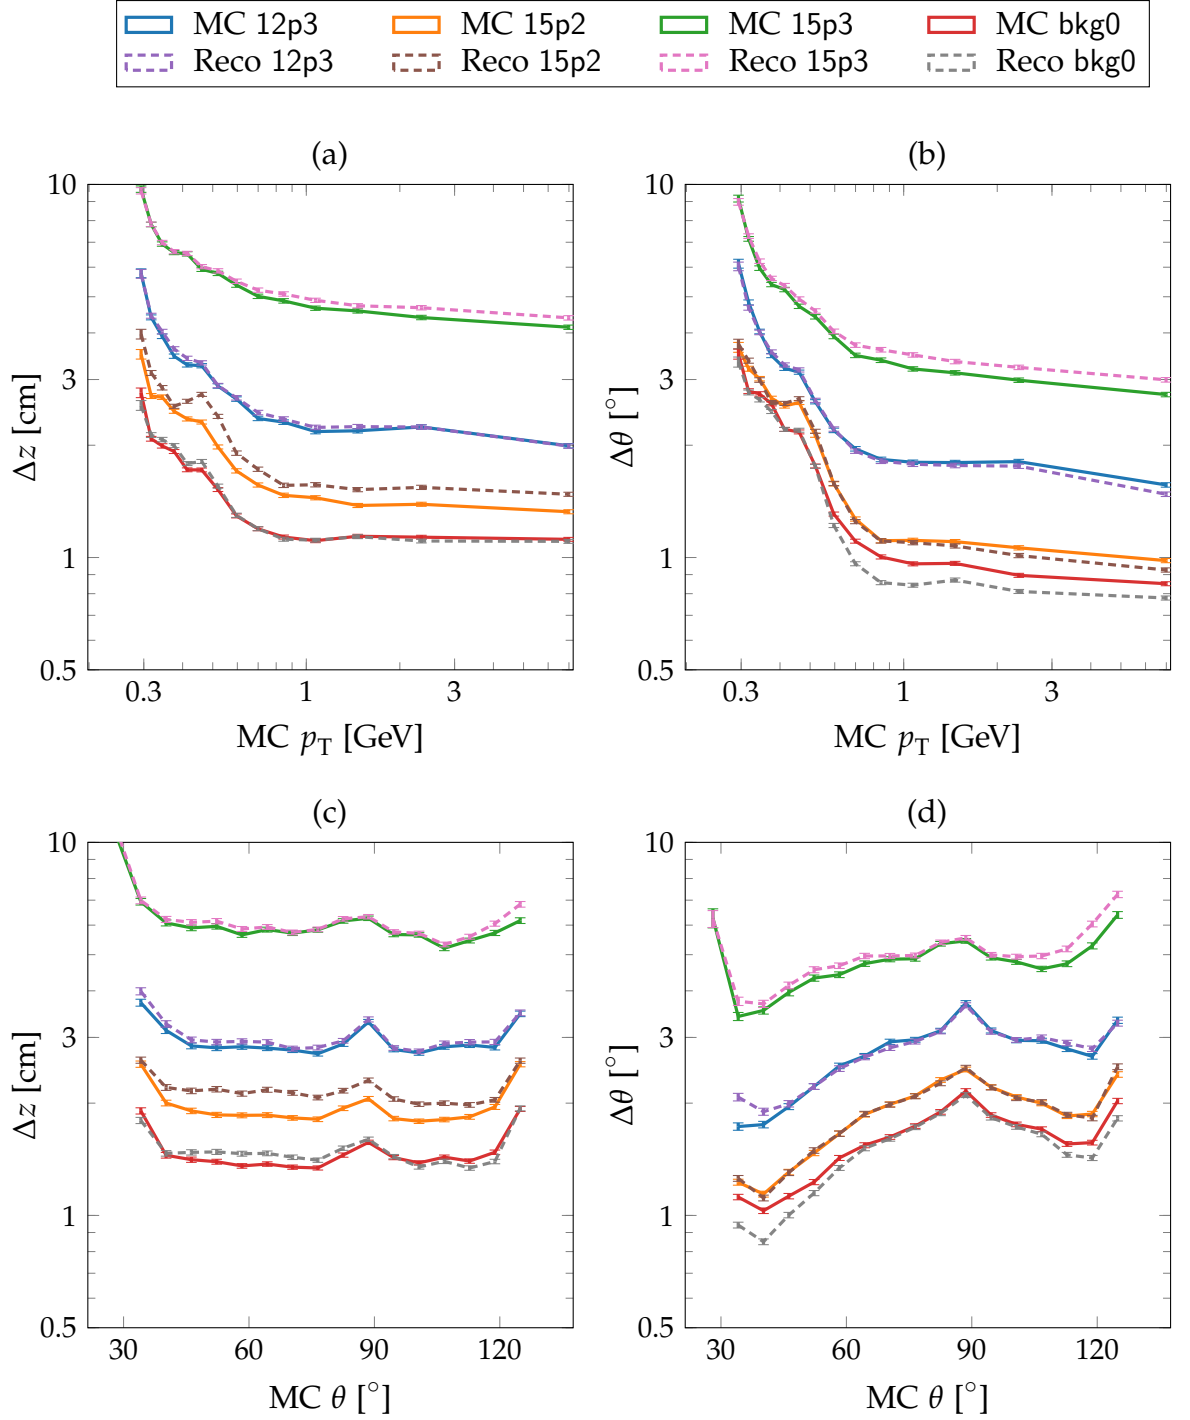 MC 12p3 MC 15p2 MC 15p3 MC bkg0
Reco 12p3 Reco 15p2 Reco 15p3 Reco bkg0
(a)
10
3
1
0.5
Δz [cm]
0.3 1 3
MC pT [GeV]
(b)
10
3
1
0.5
Δθ [°]
0.3 1 3
MC pT [GeV]
(c)
10
3
1
0.5
Δz [cm]
30 60 90 120
MC θ [°]
(d)
10
3
1
0.5
Δθ [°]
30 60 90 120
MC θ [°]